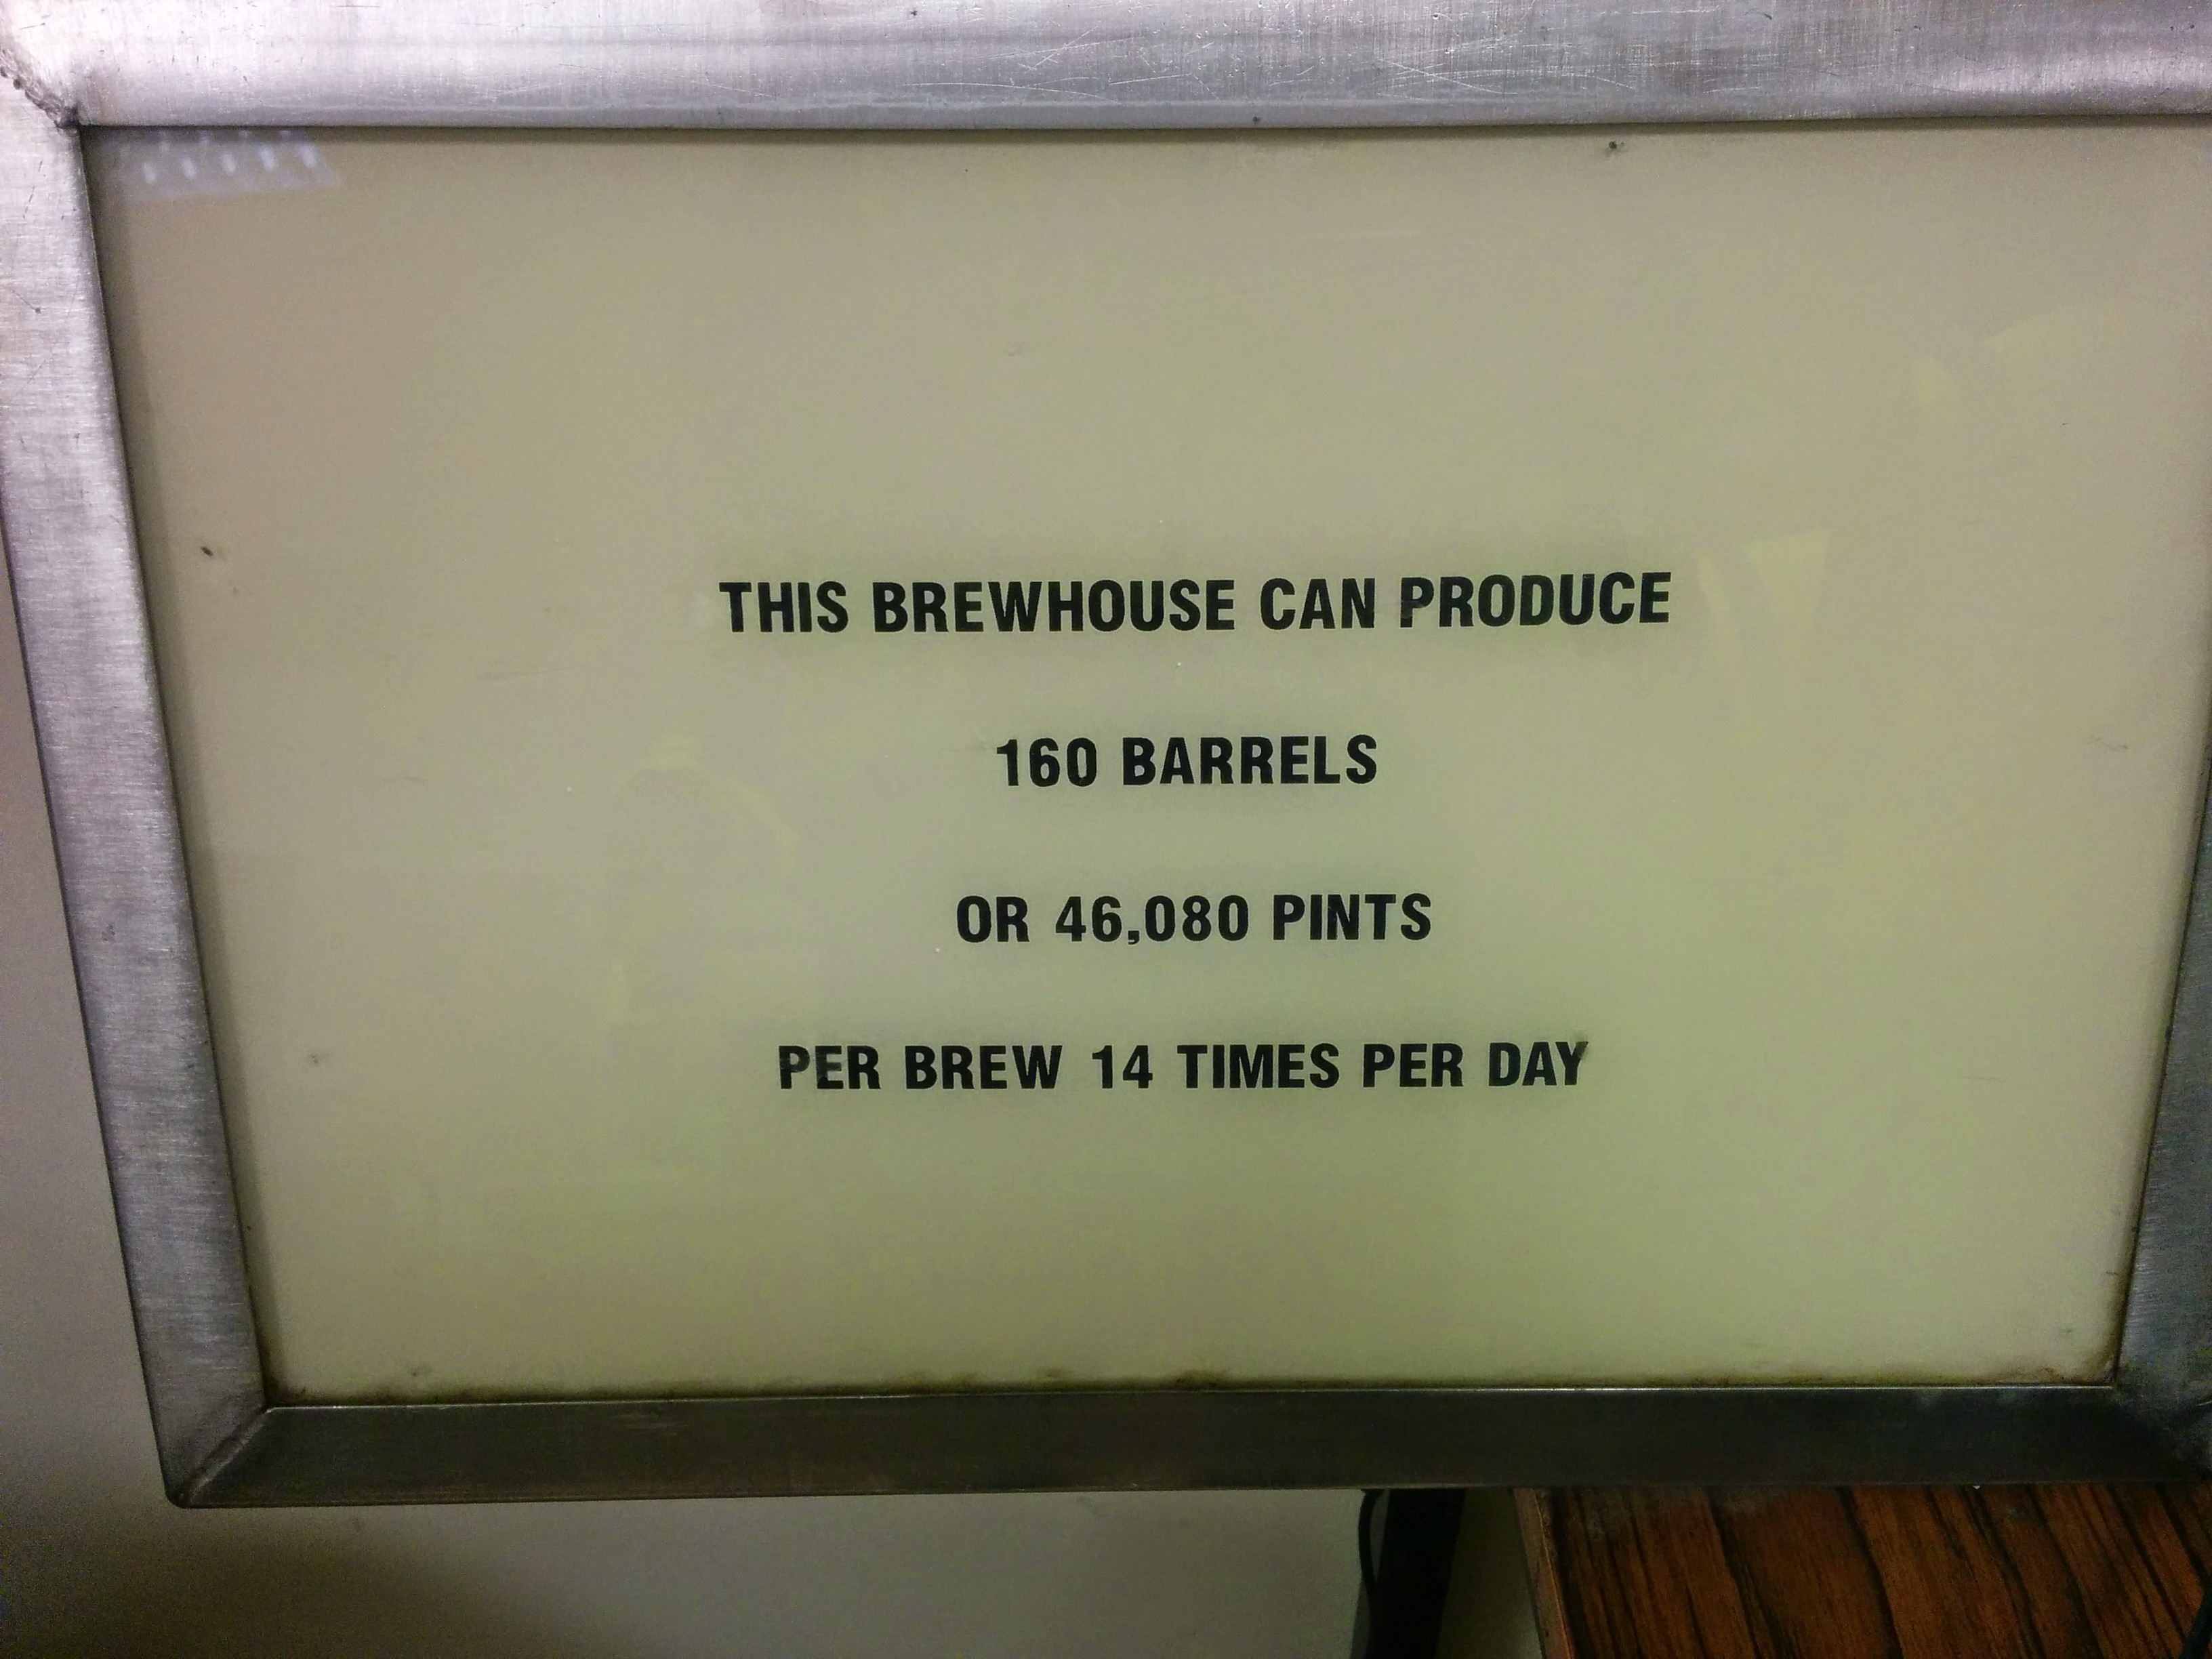 THIS BREWHOUSE CAN PRODUCE
160 BARRELS
OR 46,080 PINTS
PER BREW 14 TIMES PER DAY